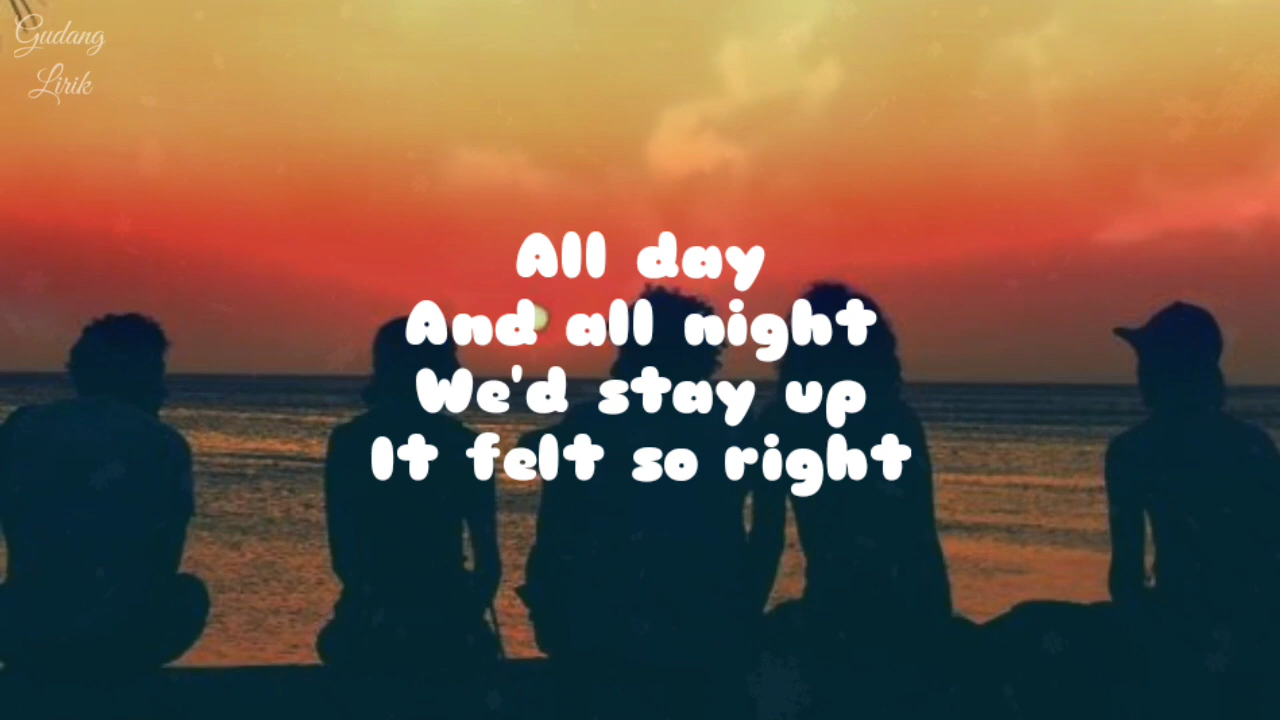 Gudang
Lirik
All day
And all night
We'd stay up
It felt so right